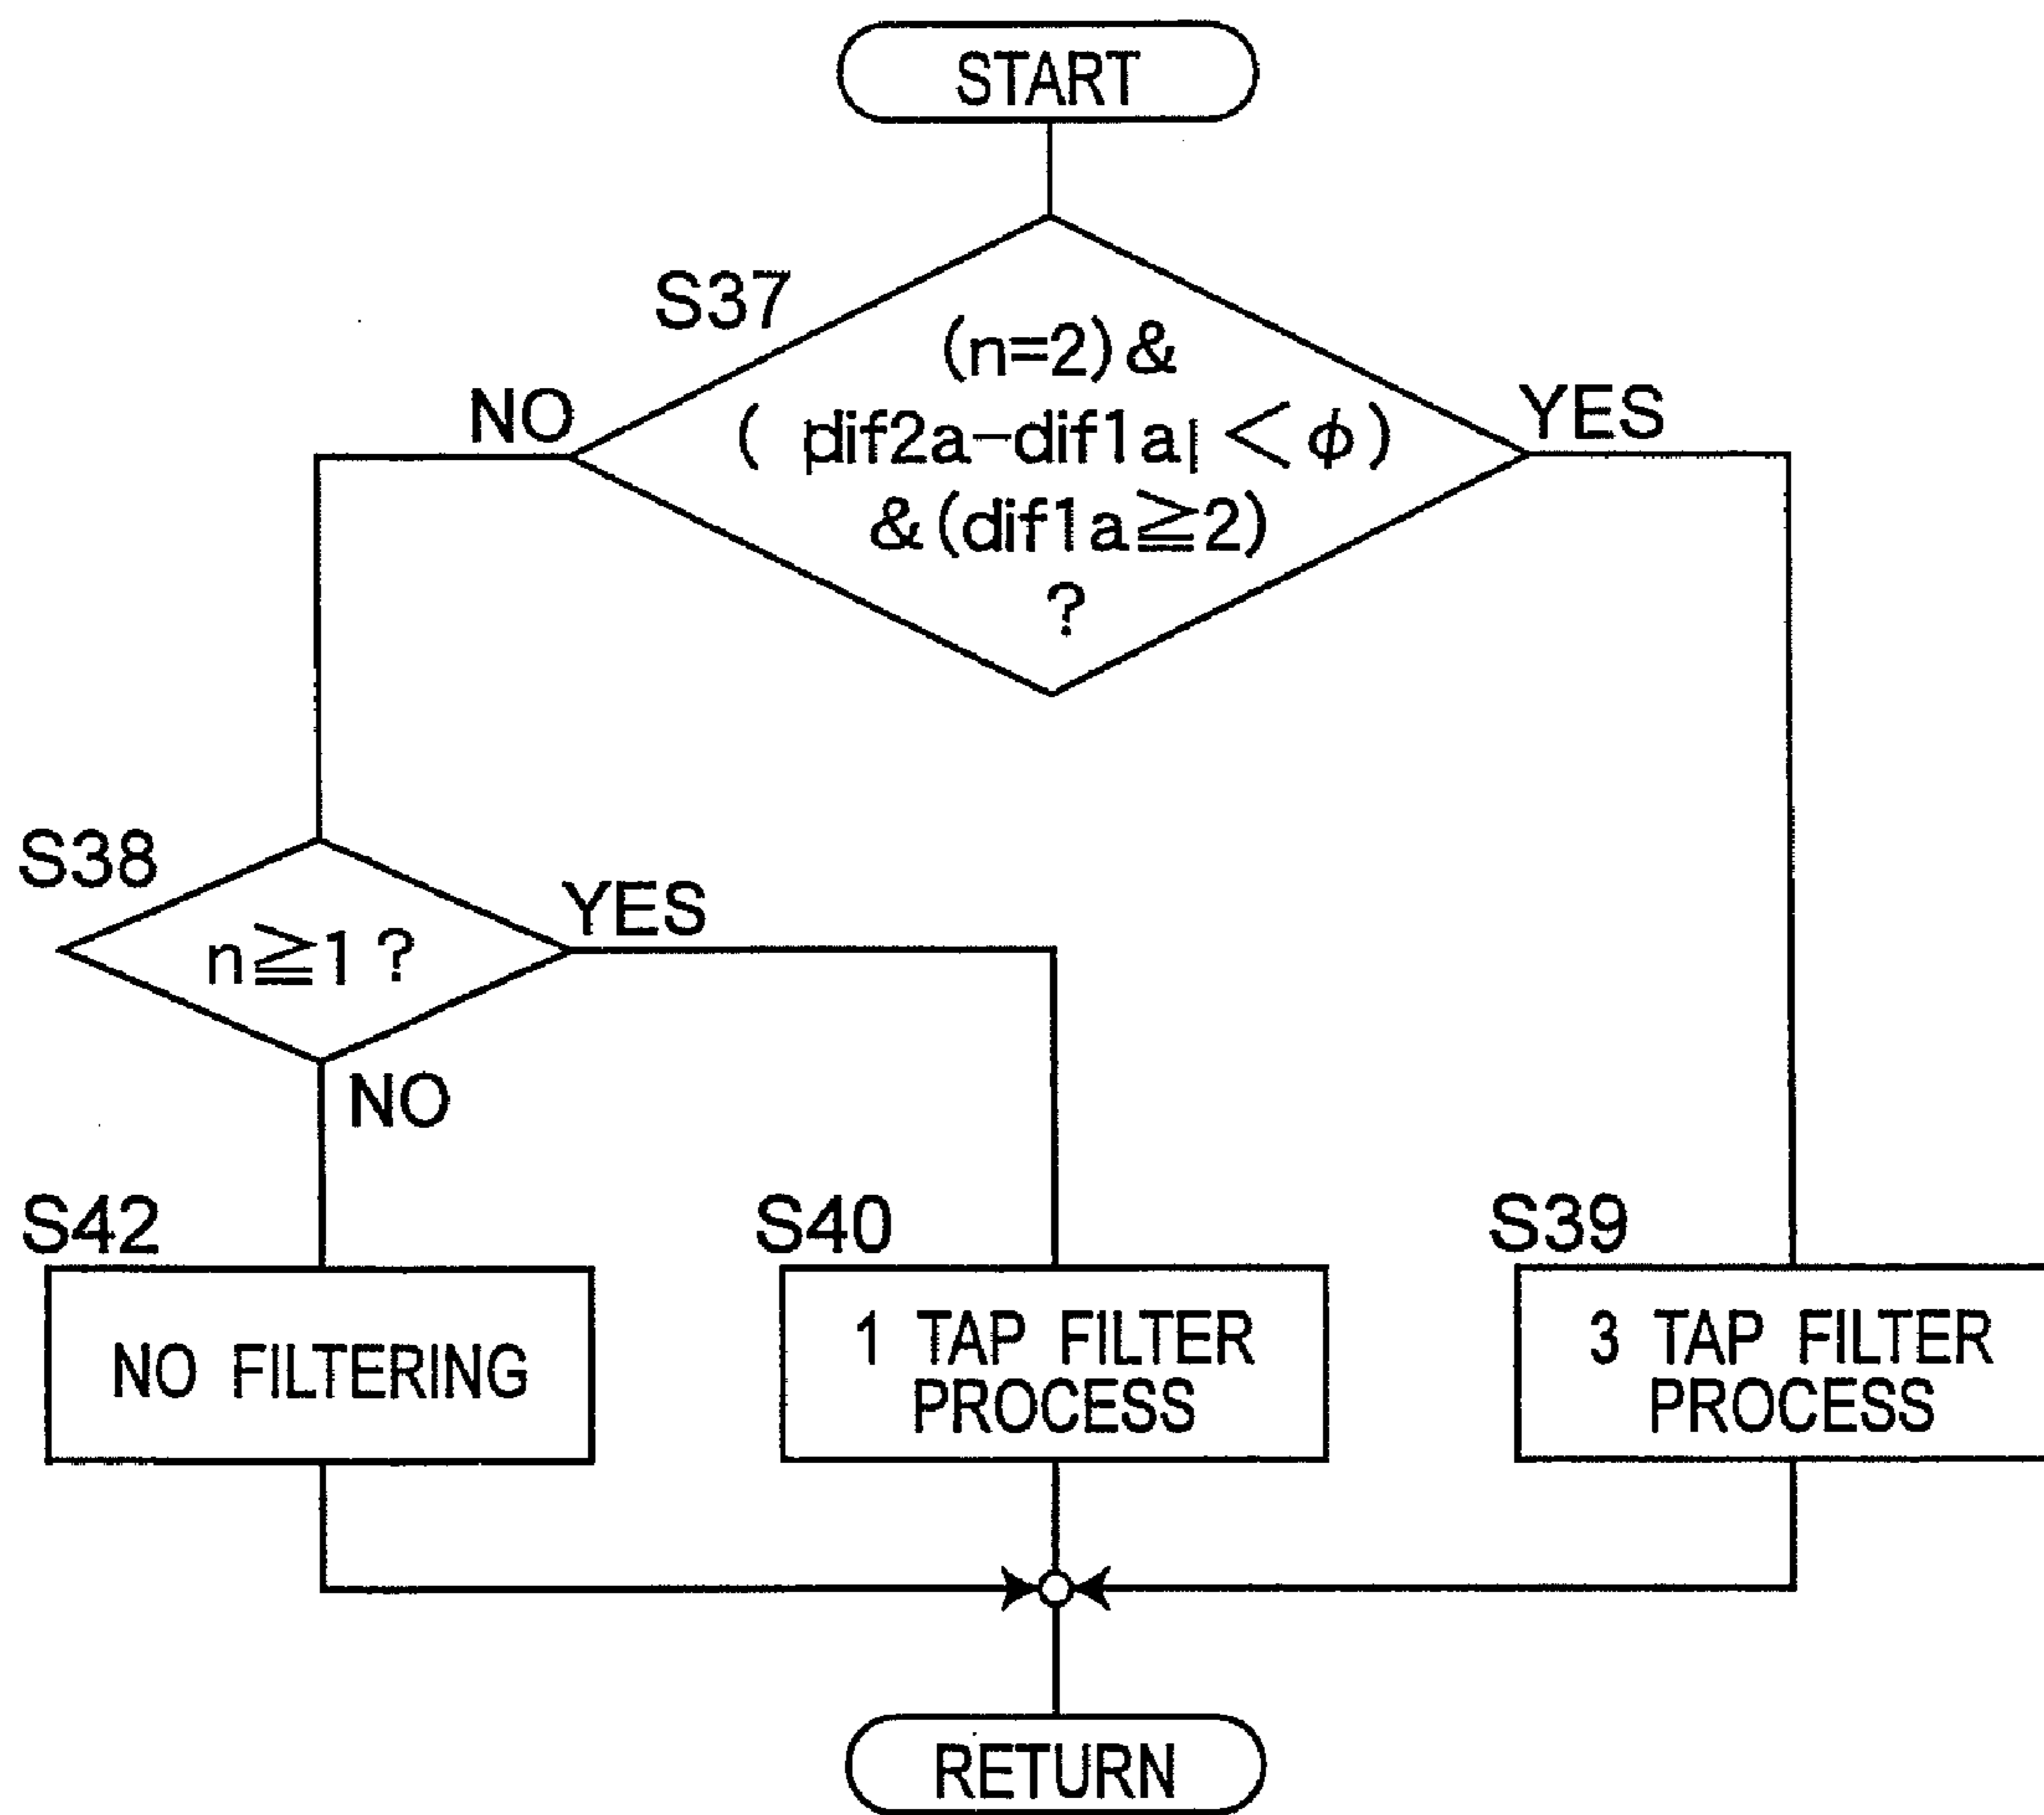 START
S37
(n=2)&
NO
(|dif2a-dif1a|<φ)
YES
&(dif1a≧2)
?
S38
YES
n≧1?
NO
S42
S40
S39
NO FILTERING
1 TAP FILTER
PROCESS
3 TAP FILTER
PROCESS
RETURN